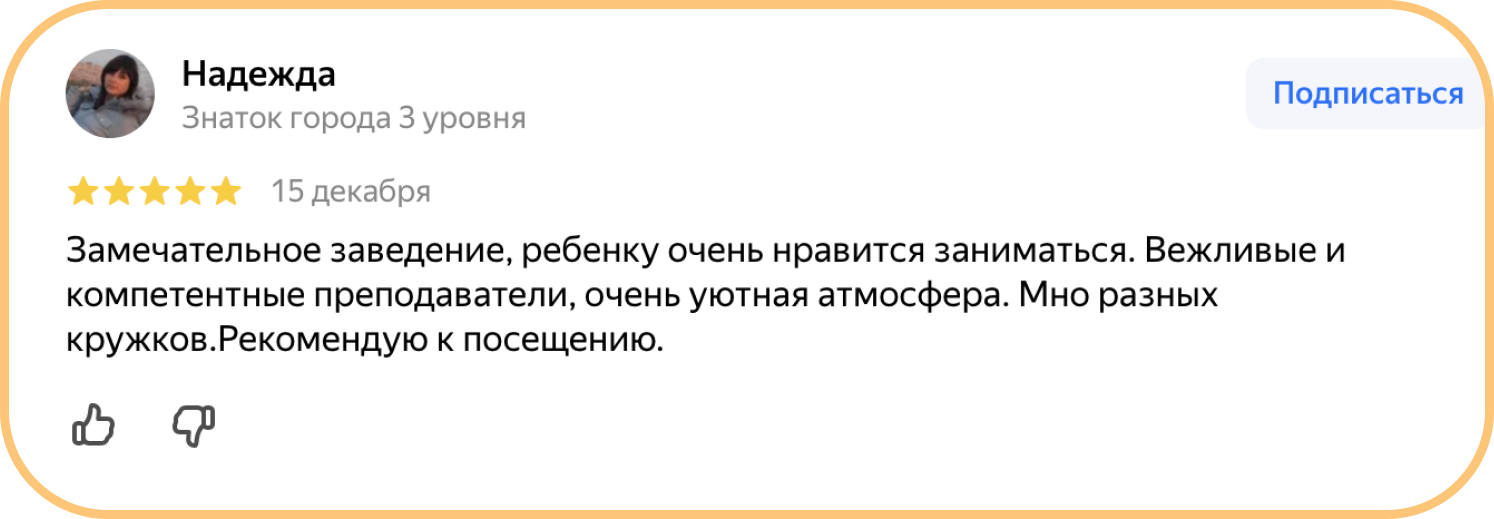 Надежда
Подписаться
Знаток города 3 уровня
15 декабря
Замечательное заведение, ребенку очень нравится заниматься. Вежливые и
компетентные преподаватели, очень уютная атмосфера. Мно разных
кружков.Рекомендую к посещению.